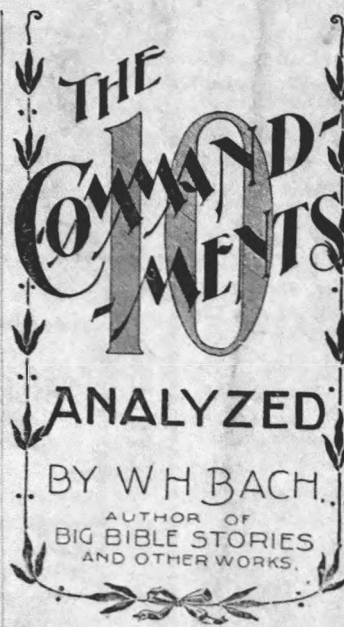 THE
10
COMMAND-
-MENTS
ANALYZED
BY W H BACH.
AUTHOR OF
BIG BIBLE STORIES
AND OTHER WORKS.